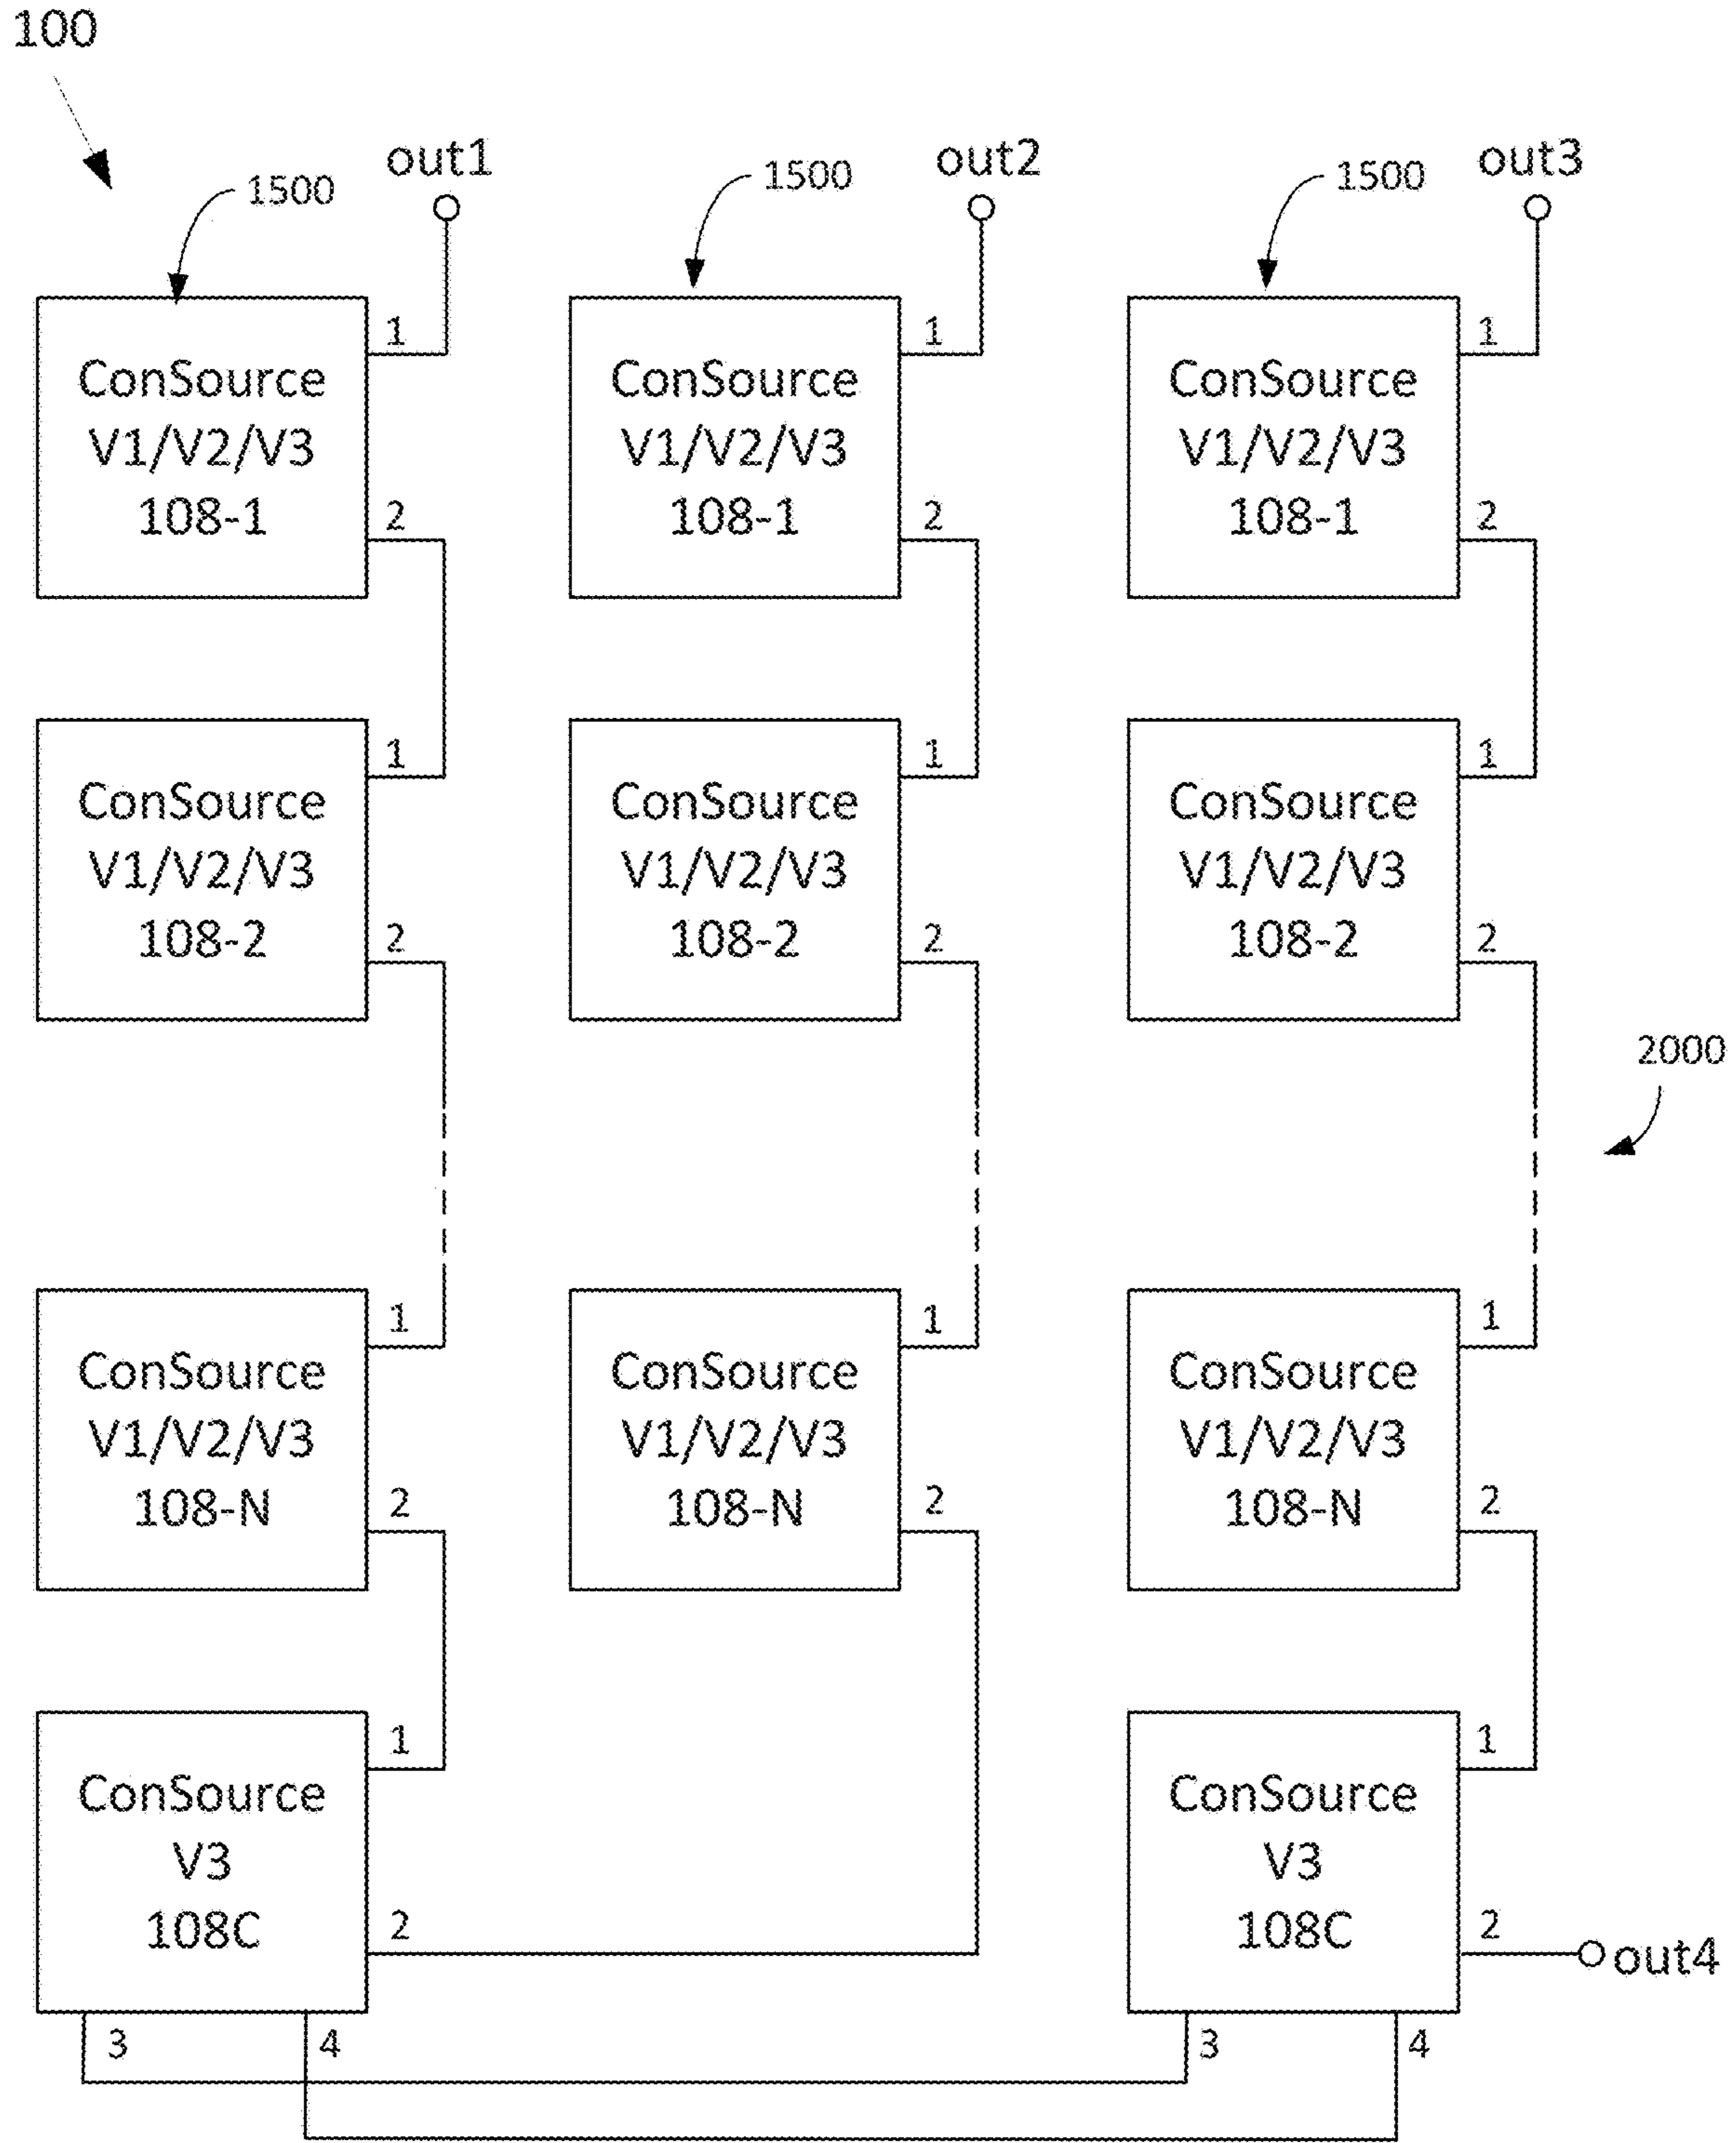 100
1500
out1
1500
out2
1500
out3
1
1
1
ConSource
V1/V2/V3
108-1
ConSource
V1/V2/V3
108-1
ConSource
V1/V2/V3
108-1
2
2
2
1
1
1
ConSource
V1/V2/V3
108-2
ConSource
V1/V2/V3
108-2
ConSource
V1/V2/V3
108-2
2
2
2
2000
1
1
1
ConSource
V1/V2/V3
108-N
ConSource
V1/V2/V3
108-N
ConSource
V1/V2/V3
108-N
2
2
2
1
1
ConSource
V3
108C
ConSource
V3
108C
2
2
out4
3
4
3
4